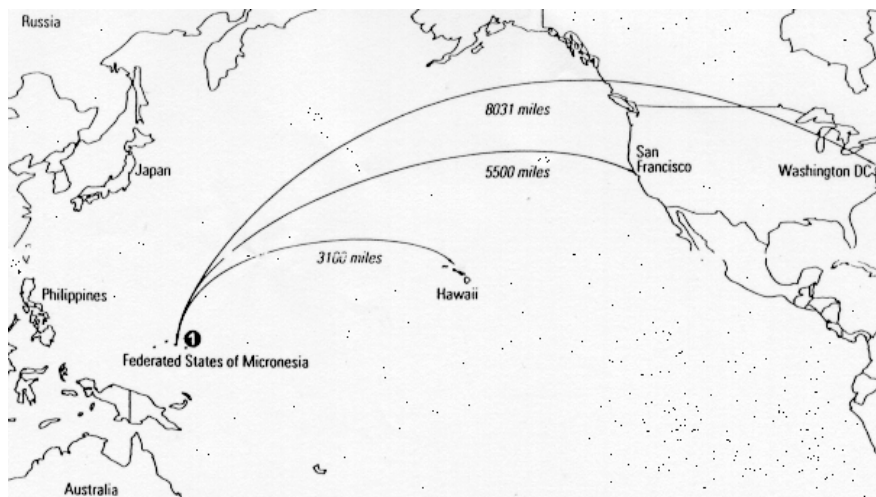 Russia
8031 miles
San
Francisco
Japan
5500 miles
Washington DC
3100 miles
Philippines
Hawaii
1
Federated States of Micronesia
Australia